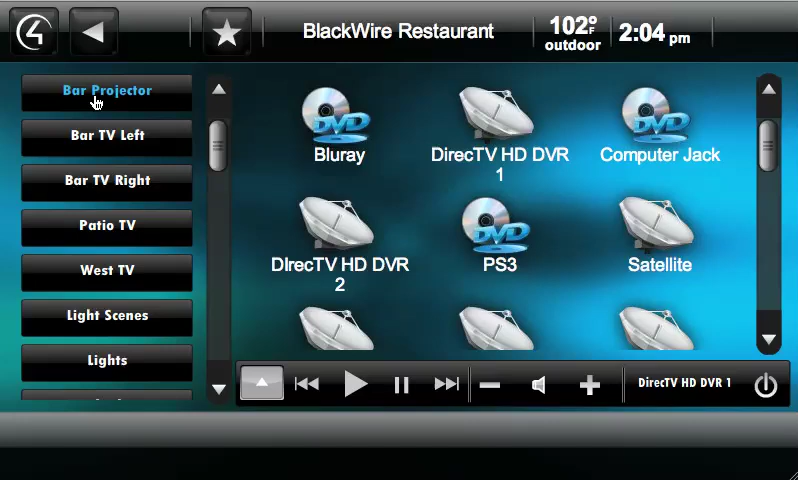 BlackWire Restaurant
102°F
outdoor
2:04 pm
Bar Projector
Bar TV Left
Bar TV Right
Patio TV
West TV
Light Scenes
Lights
DVD
Bluray
DirecTV HD DVR
1
DVD
Computer Jack
DIrecTV HD DVR
2
DVD
PS3
Satellite
DirecTV HD DVR 1